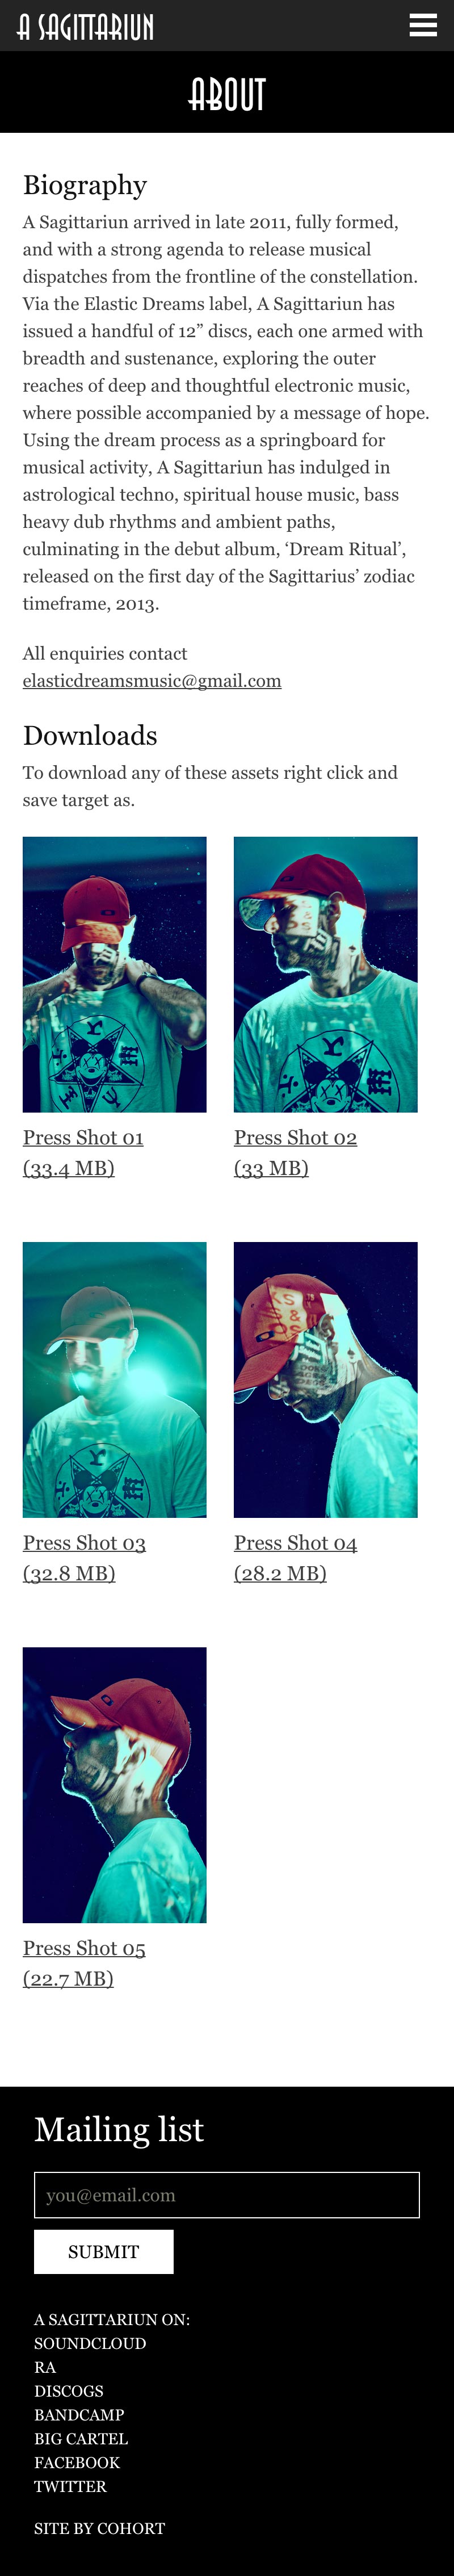 A SAGITTARIUN
ABOUT
Biography
A Sagittariun arrived in late 2011, fully formed,
and with a strong agenda to release musical
dispatches from the frontline of the constellation.
Via the Elastic Dreams label, A Sagittariun has
issued a handful of 12” discs, each one armed with
breadth and sustenance, exploring the outer
reaches of deep and thoughtful electronic music,
where possible accompanied by a message of hope.
Using the dream process as a springboard for
musical activity, A Sagittariun has indulged in
astrological techno, spiritual house music, bass
heavy dub rhythms and ambient paths,
culminating in the debut album, ‘Dream Ritual’,
released on the first day of the Sagittarius’ zodiac
timeframe, 2013.
All enquiries contact
elasticdreamsmusic@gmail.com
Downloads
To download any of these assets right click and
save target as.
Press Shot 01
(33.4 MB)
Press Shot 02
(33 MB)
Press Shot 03
(32.8 MB)
Press Shot 04
(28.2 MB)
Press Shot 05
(22.7 MB)
Mailing list
you@email.com
SUBMIT
A SAGITTARIUN ON:
SOUNDCLOUD
RA
DISCOGS
BANDCAMP
BIG CARTEL
FACEBOOK
TWITTER
SITE BY COHORT